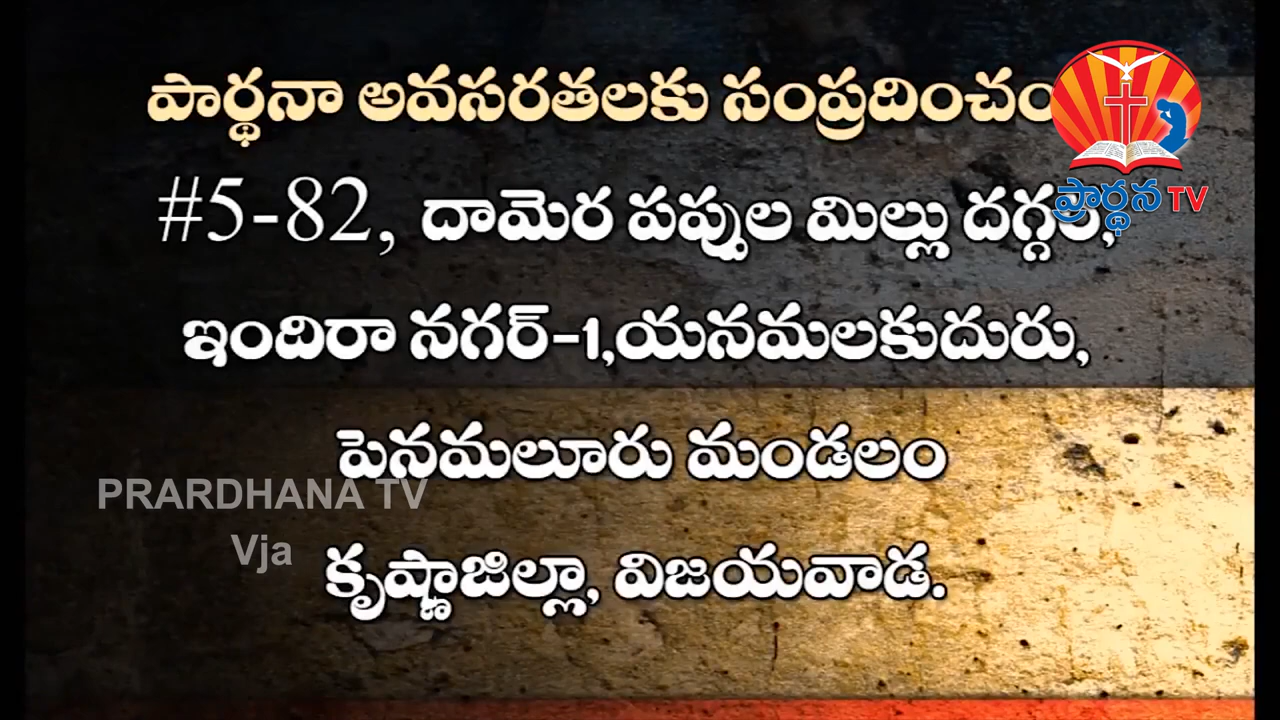 పార్థనా అవసరతలకు సంప్రదించం
#5-82, దామెర పప్పుల మిల్లు దగ్గర,
ఇందిరా నగర్-1,యనమలకుదురు,
పెనమలూరు మండలం
కృష్ణాజిల్లా, విజయవాడ.
PRARDHANA TV
Vja
ప్రార్థన TV